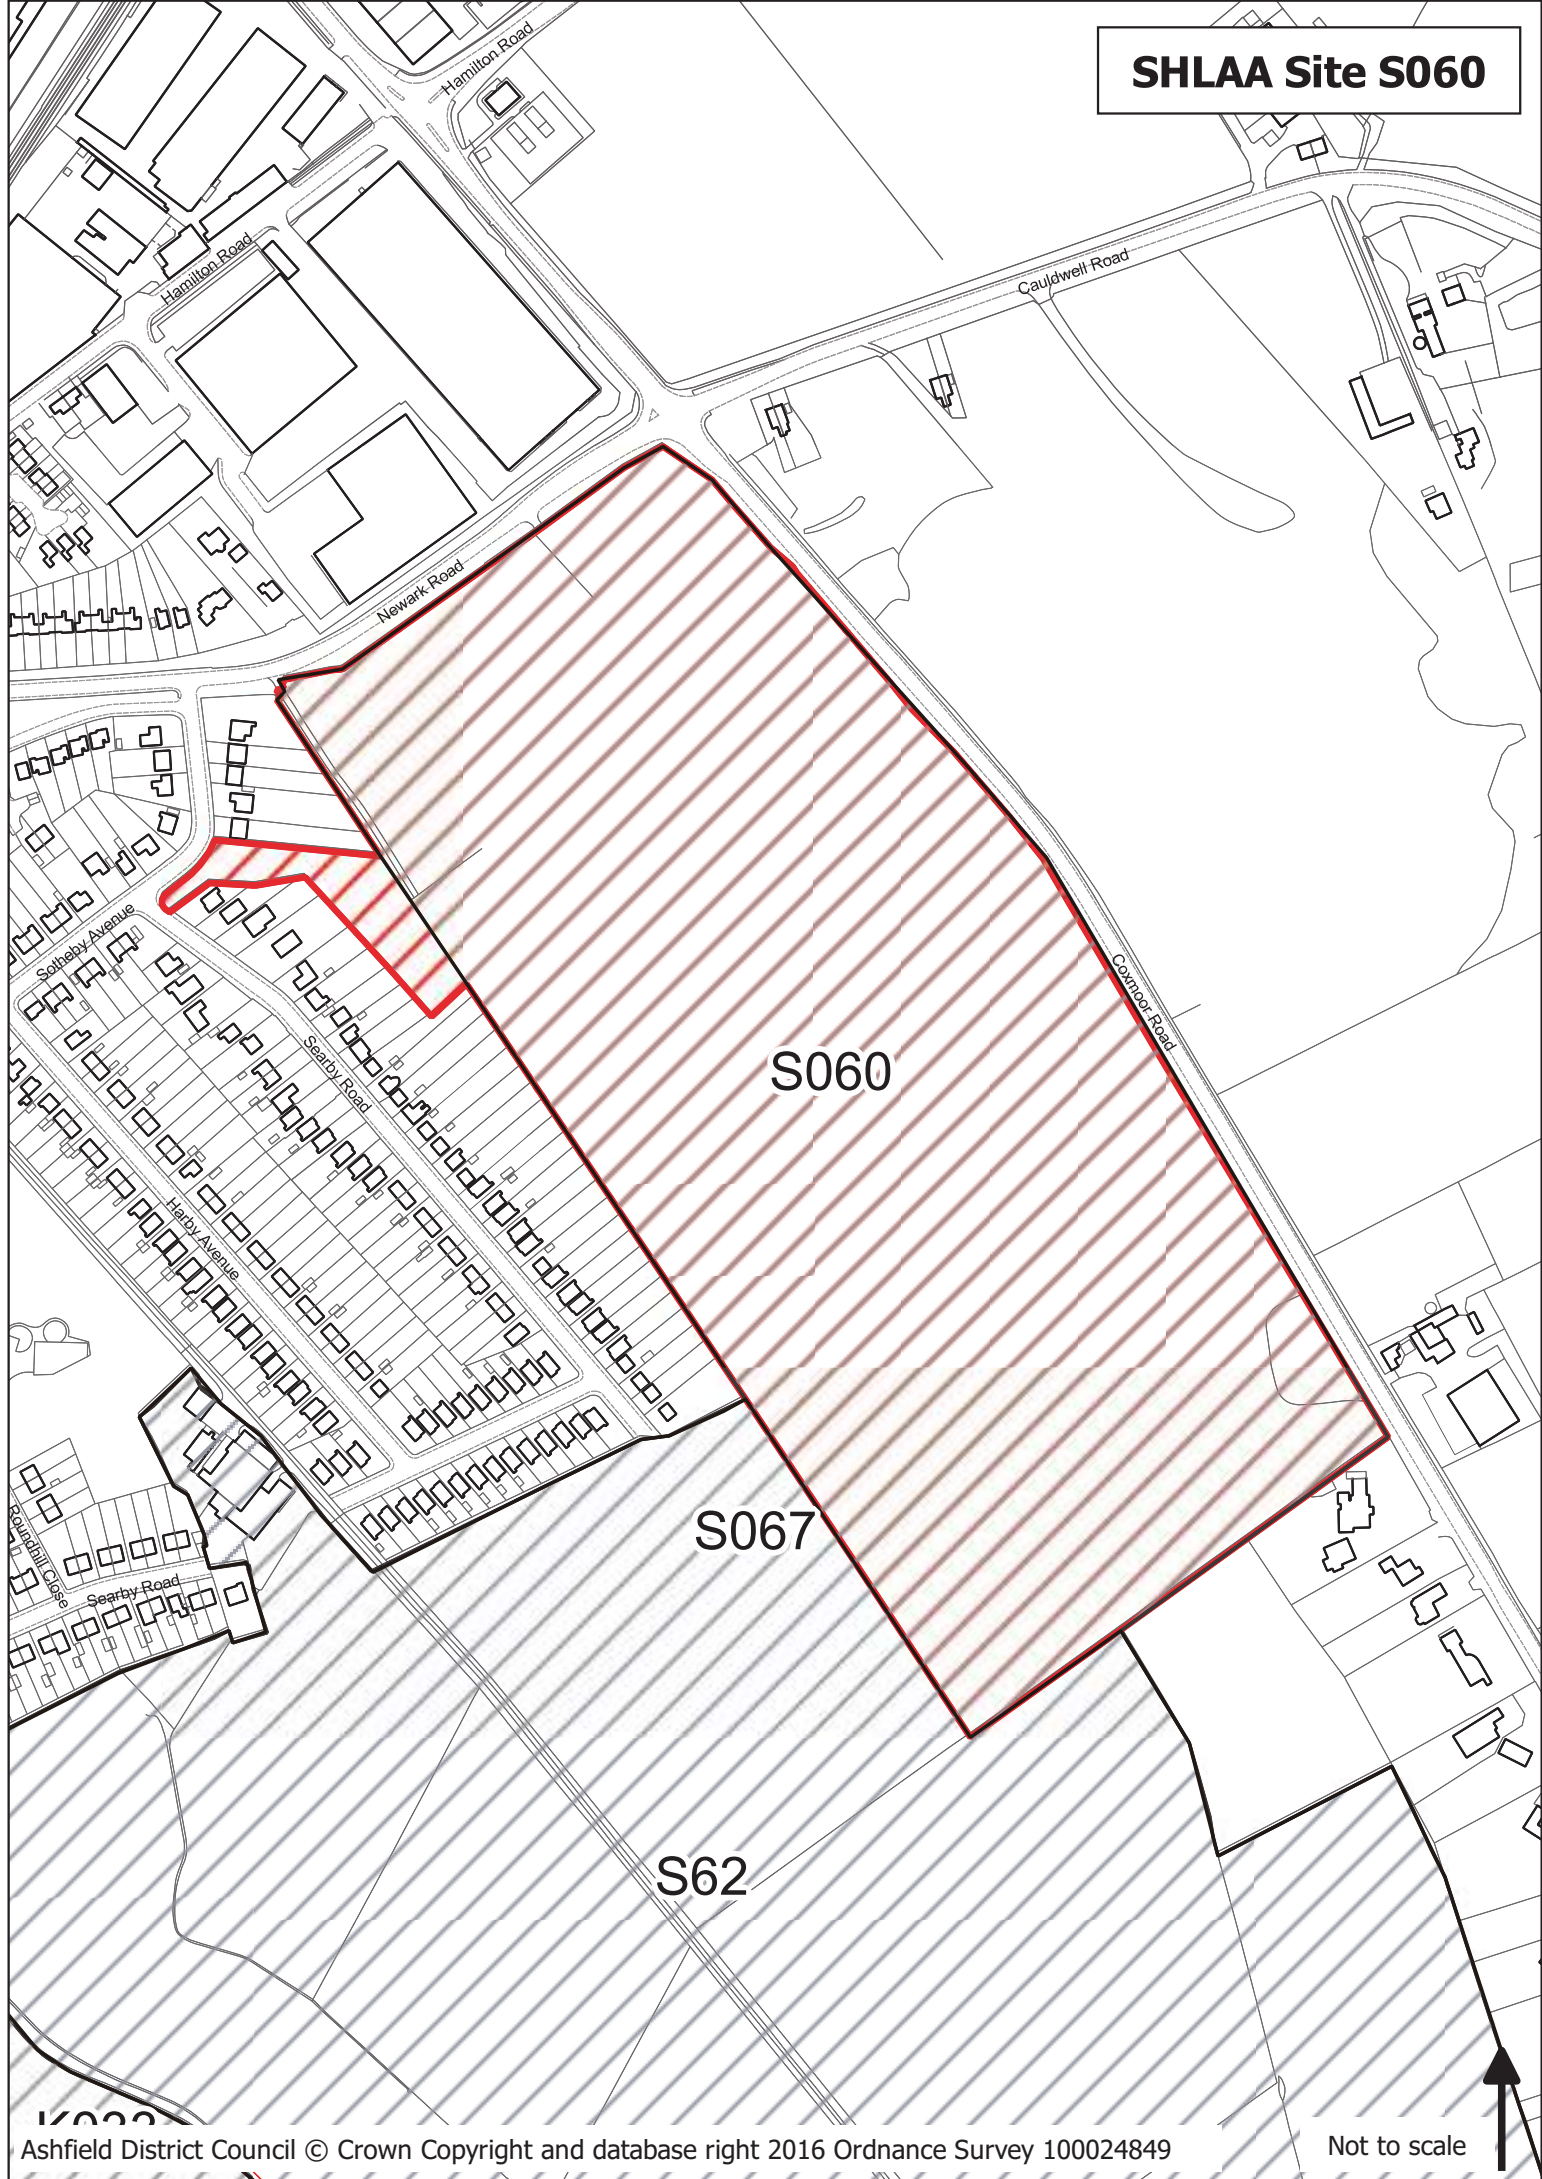 SHLAA Site S060
Hamilton Road
Hamilton Road
Cauldwell Road
Newark Road
Sotheby Avenue
Coxmoor Road
Searby Road
S060
Harby Avenue
S067
Roundhill Close
Searby Road
S62
Ashfield District Council © Crown Copyright and database right 2016 Ordnance Survey 100024849
Not to scale